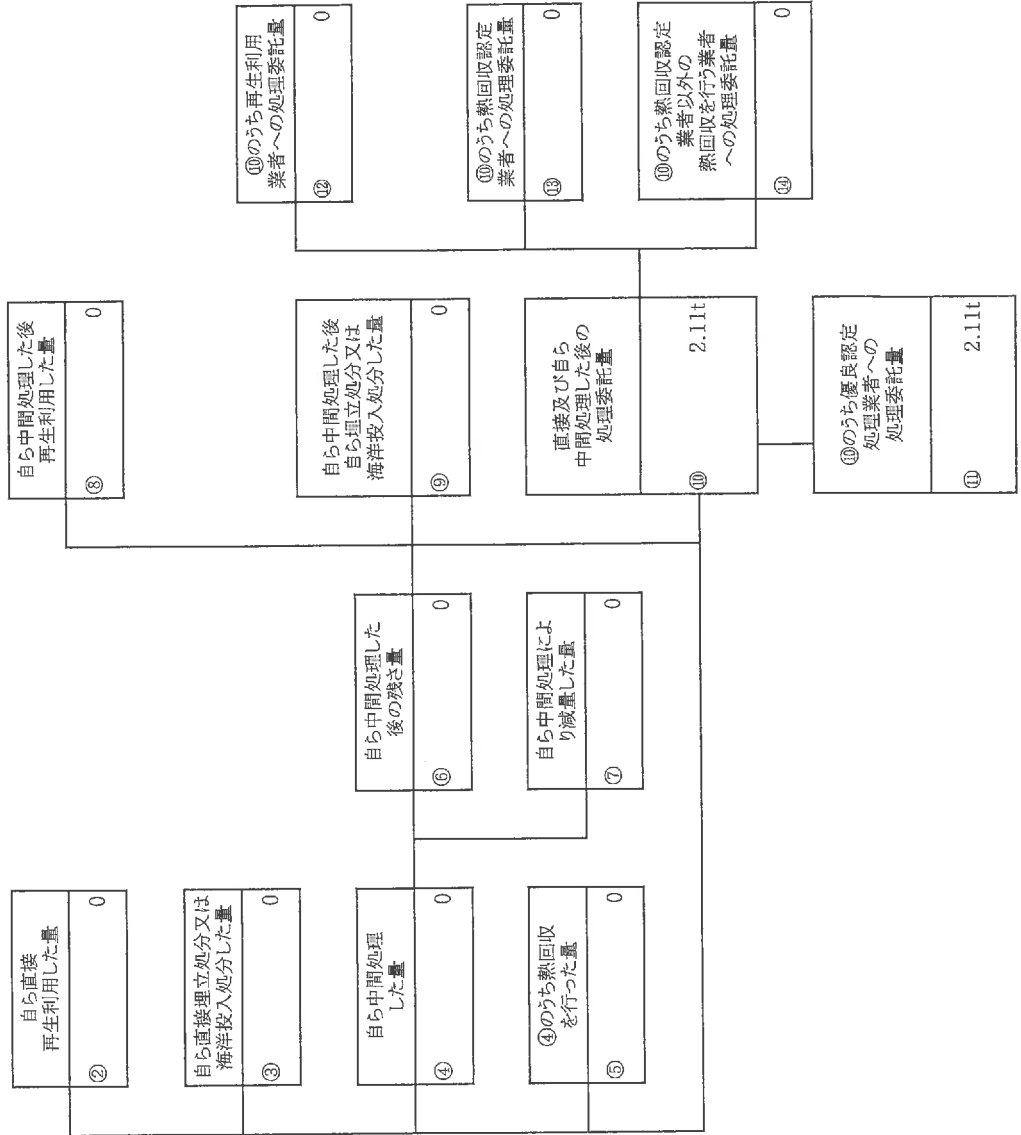 自ら直接
再生利用した量
② 0
自ら直接埋立処分又は
海洋投入処分した量
③ 0
自ら中間処理
した量
④ 0
④のうち熱回収
を行った量
⑤ 0
自ら中間処理した
後の残さ量
⑥ 0
自ら中間処理によ
り減量した量
⑦ 0
自ら中間処理した後
再生利用した量
⑧ 0
自ら中間処理した後
自ら埋立処分又は
海洋投入処分した量
⑨ 0
直接及び自ら
中間処理した後の
処理委託量
⑩ 2.11t
⑩のうち優良認定
処理業者への
処理委託量
⑪ 2.11t
⑩のうち再生利用
業者への処理委託量
⑫ 0
⑩のうち熱回収認定
業者への処理委託量
⑬ 0
⑩のうち熱回収認定
業者以外の
熱回収を行う業者
への処理委託量
⑭ 0